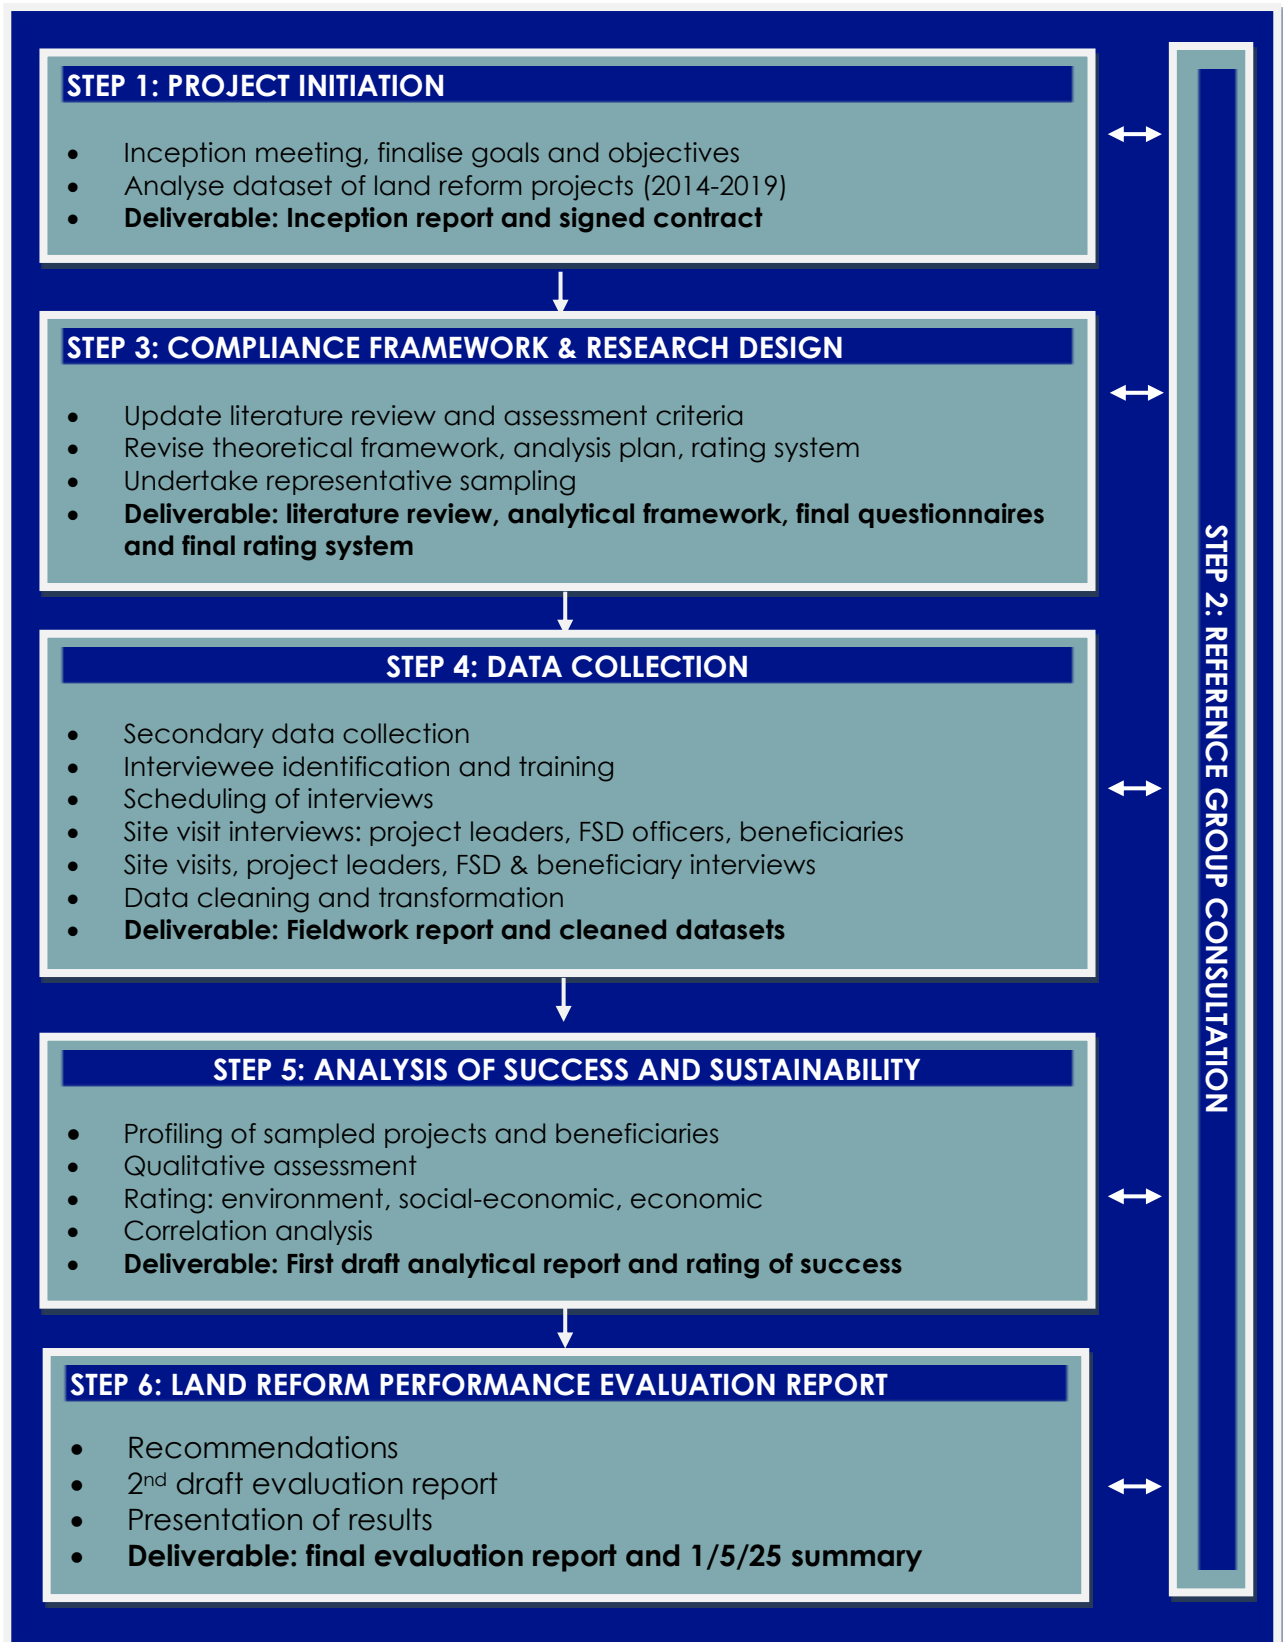 STEP 1: PROJECT INITIATION
• Inception meeting, finalise goals and objectives
• Analyse dataset of land reform projects (2014-2019)
• Deliverable: Inception report and signed contract
STEP 3: COMPLIANCE FRAMEWORK & RESEARCH DESIGN
• Update literature review and assessment criteria
• Revise theoretical framework, analysis plan, rating system
• Undertake representative sampling
• Deliverable: literature review, analytical framework, final questionnaires
and final rating system
STEP 4: DATA COLLECTION
• Secondary data collection
• Interviewee identification and training
• Scheduling of interviews
• Site visit interviews: project leaders, FSD officers, beneficiaries
• Site visits, project leaders, FSD & beneficiary interviews
• Data cleaning and transformation
• Deliverable: Fieldwork report and cleaned datasets
STEP 5: ANALYSIS OF SUCCESS AND SUSTAINABILITY
• Profiling of sampled projects and beneficiaries
• Qualitative assessment
• Rating: environment, social-economic, economic
• Correlation analysis
• Deliverable: First draft analytical report and rating of success
STEP 6: LAND REFORM PERFORMANCE EVALUATION REPORT
• Recommendations
• 2nd draft evaluation report
• Presentation of results
• Deliverable: final evaluation report and 1/5/25 summary
STEP 2: REFERENCE GROUP CONSULTATION